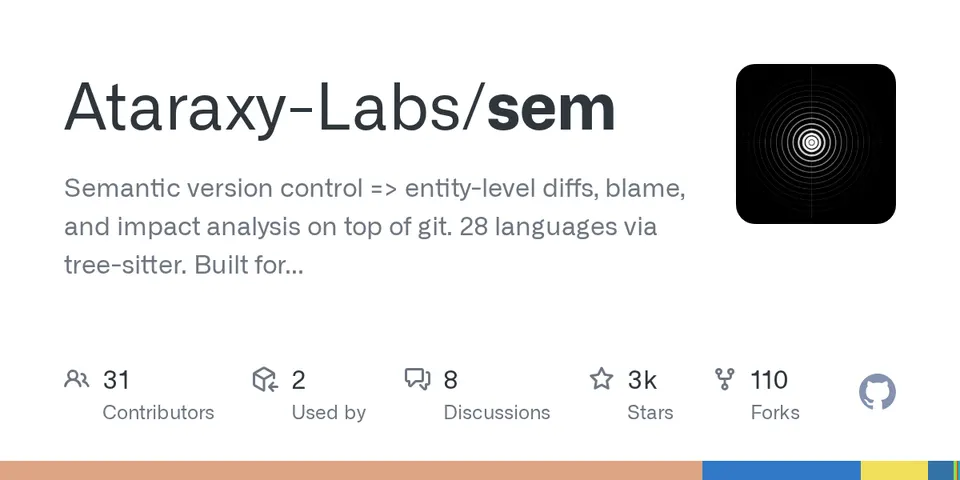 Ataraxy-Labs/sem
Semantic version control => entity-level diffs, blame,
and impact analysis on top of git. 28 languages via
tree-sitter. Built for...
31
Contributors
2
Used by
8
Discussions
3k
Stars
110
Forks